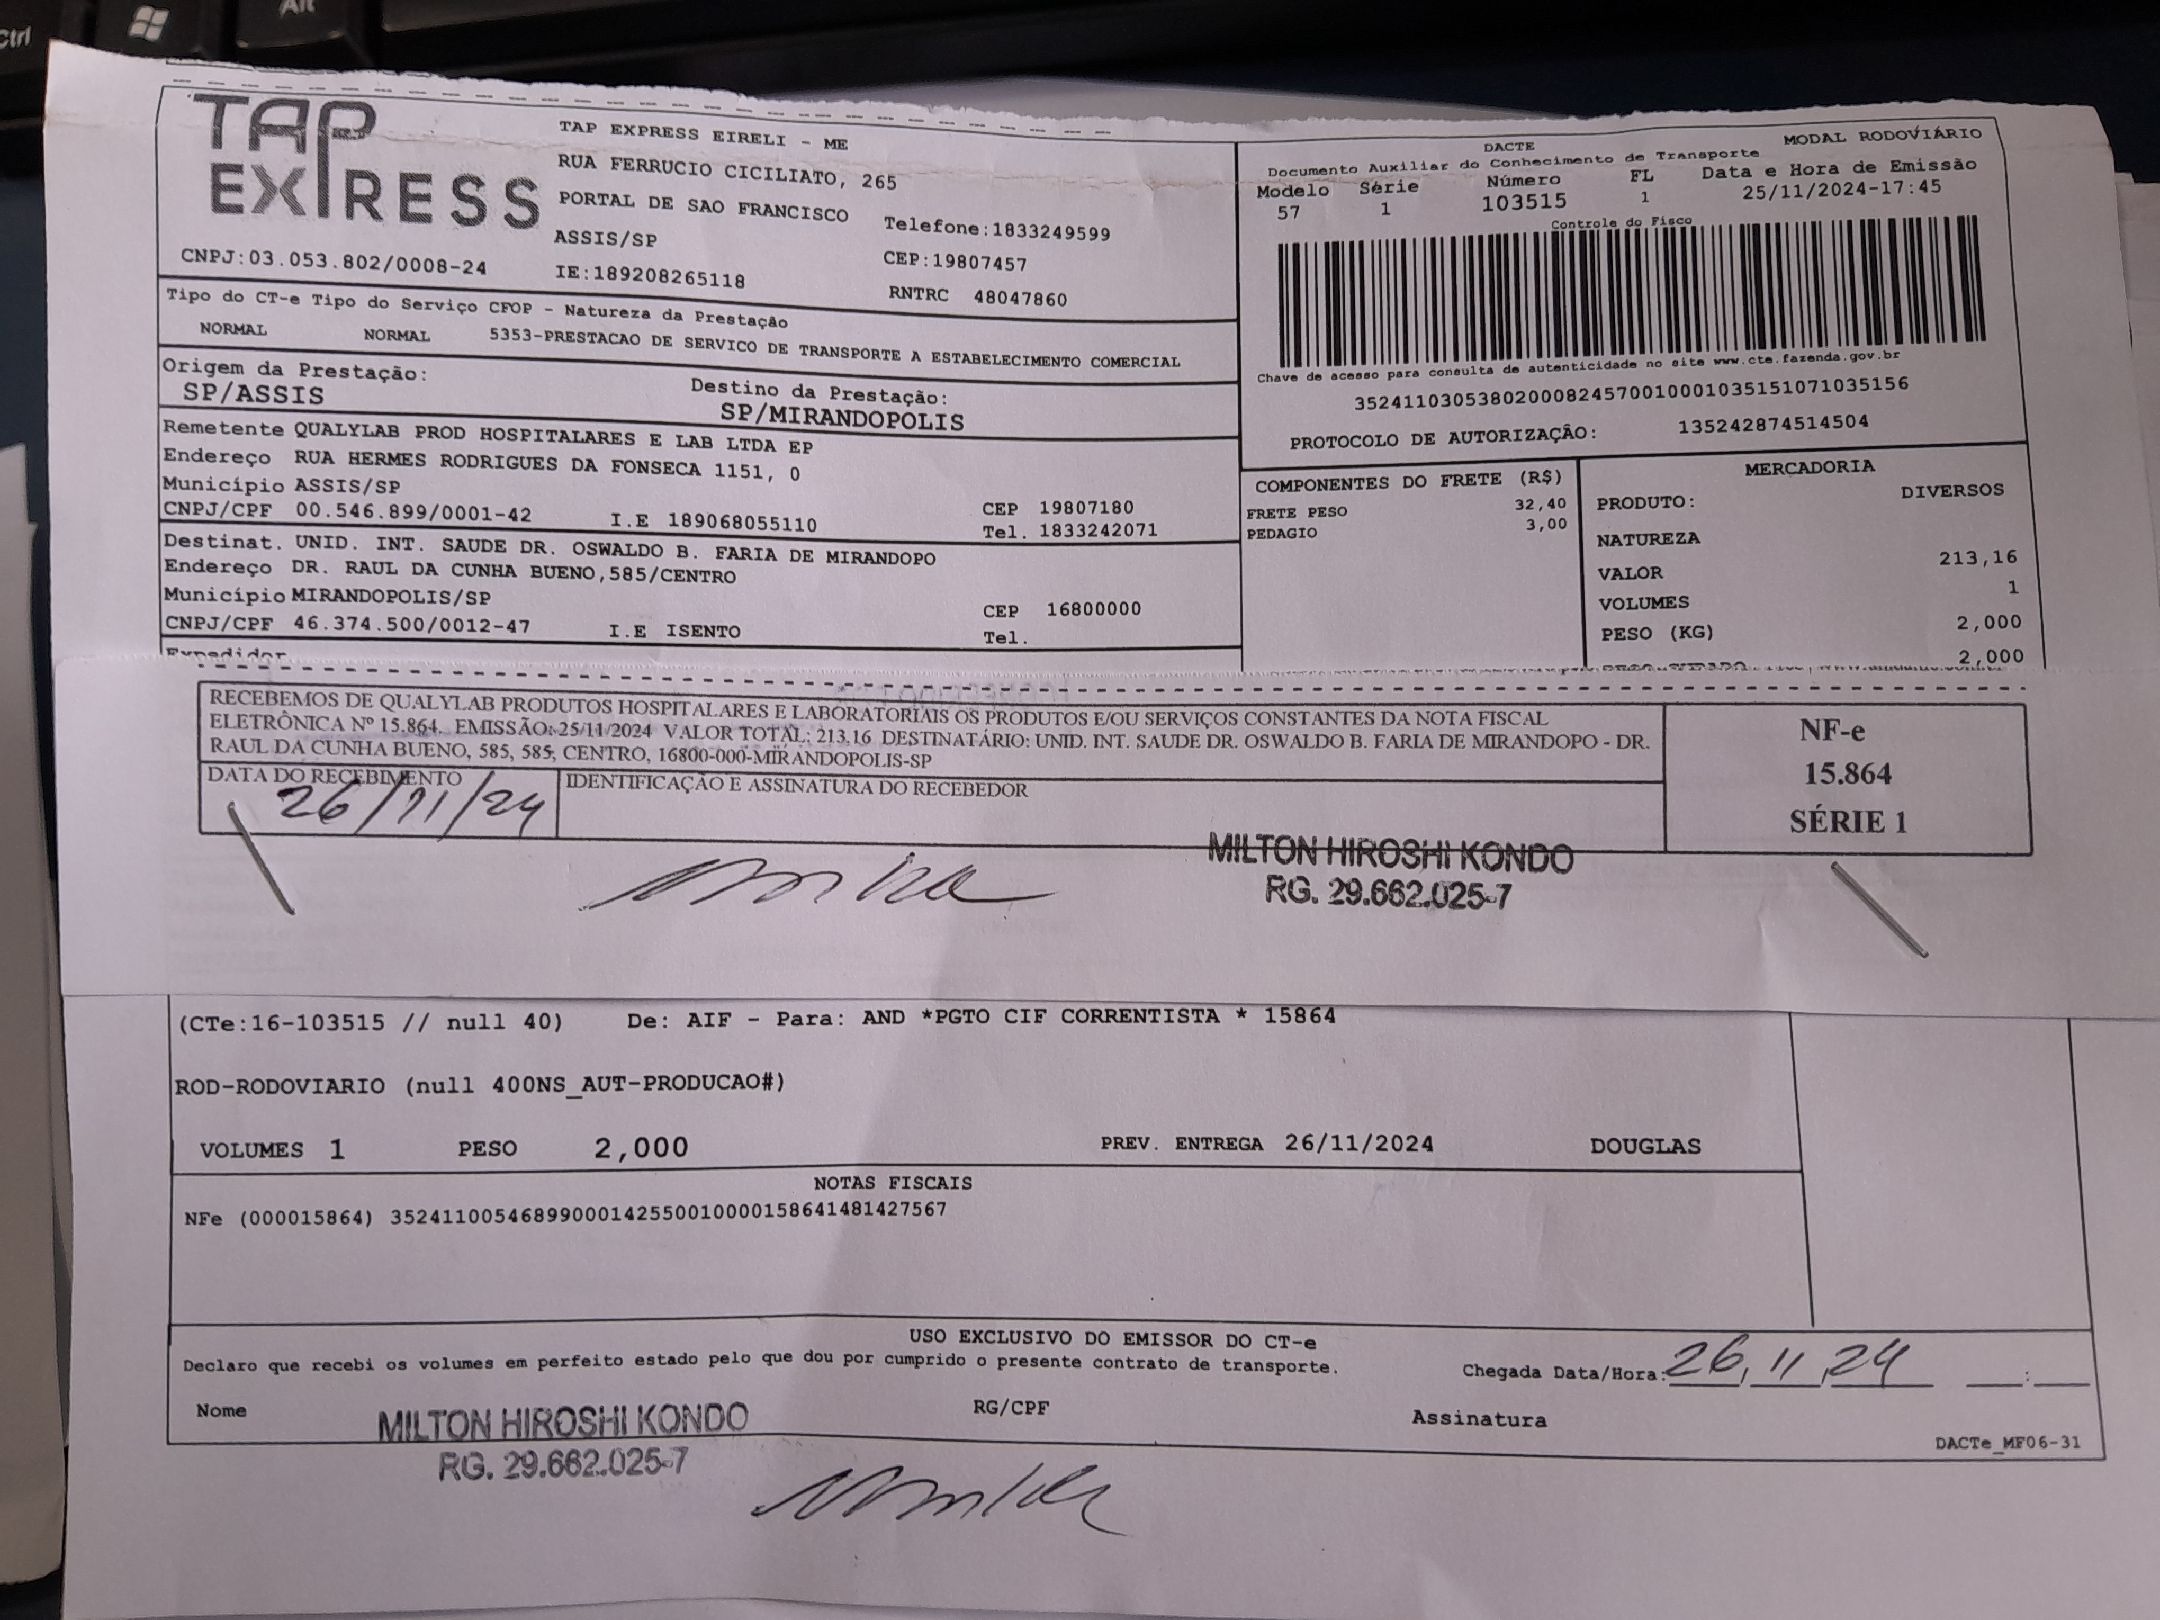 Ctrl
Alt
TAP EXPRESS
TAP EXPRESS EIRELI - ME
RUA FERRUCIO CICILIATO, 265
PORTAL DE SAO FRANCISCO Telefone:1833249599
ASSIS/SP CEP:19807457
CNPJ:03.053.802/0008-24 IE:189208265118 RNTRC 48047860
DACTE MODAL RODOVIÁRIO
Documento Auxiliar do Conhecimento de Transporte
Modelo Série Número FL Data e Hora de Emissão
57 1 103515 1 25/11/2024-17:45
Controle do Fisco
Chave de acesso para consulta de autenticidade no site www.cte.fazenda.gov.br
35241103053802000824570010001035151071035156
PROTOCOLO DE AUTORIZAÇÃO: 135242874514504
Tipo do CT-e Tipo do Serviço CFOP - Natureza da Prestação
NORMAL NORMAL 5353-PRESTACAO DE SERVICO DE TRANSPORTE A ESTABELECIMENTO COMERCIAL
Origem da Prestação: Destino da Prestação:
SP/ASSIS SP/MIRANDOPOLIS
Remetente QUALYLAB PROD HOSPITALARES E LAB LTDA EP
Endereço RUA HERMES RODRIGUES DA FONSECA 1151, 0
Município ASSIS/SP CEP 19807180
CNPJ/CPF 00.546.899/0001-42 I.E 189068055110 Tel. 1833242071
Destinat. UNID. INT. SAUDE DR. OSWALDO B. FARIA DE MIRANDOPO
Endereço DR. RAUL DA CUNHA BUENO,585/CENTRO
Município MIRANDOPOLIS/SP CEP 16800000
CNPJ/CPF 46.374.500/0012-47 I.E ISENTO Tel.
Expedidor
COMPONENTES DO FRETE (R$)
FRETE PESO 32,40
PEDAGIO 3,00
MERCADORIA
PRODUTO: DIVERSOS
NATUREZA
VALOR 213,16
VOLUMES 1
PESO (KG) 2,000
2,000
RECEBEMOS DE QUALYLAB PRODUTOS HOSPITALARES E LABORATORIAIS OS PRODUTOS E/OU SERVIÇOS CONSTANTES DA NOTA FISCAL
ELETRÔNICA Nº 15.864. EMISSÃO: 25/11/2024 VALOR TOTAL: 213,16 DESTINATÁRIO: UNID. INT. SAUDE DR. OSWALDO B. FARIA DE MIRANDOPO - DR.
RAUL DA CUNHA BUENO, 585, 585, CENTRO, 16800-000-MIRANDOPOLIS-SP
DATA DO RECEBIMENTO IDENTIFICAÇÃO E ASSINATURA DO RECEBEDOR
26/11/24
NF-e
15.864
SÉRIE 1
MILTON HIROSHI KONDO
RG. 29.662.025-7
(CTe:16-103515 // null 40) De: AIF - Para: AND *PGTO CIF CORRENTISTA * 15864
ROD-RODOVIARIO (null 400NS_AUT-PRODUCAO#)
VOLUMES 1 PESO 2,000 PREV. ENTREGA 26/11/2024 DOUGLAS
NOTAS FISCAIS
NFe (000015864) 35241100546899000142550010000158641481427567
USO EXCLUSIVO DO EMISSOR DO CT-e
Declaro que recebi os volumes em perfeito estado pelo que dou por cumprido o presente contrato de transporte. Chegada Data/Hora: 26,11,24 :
Nome RG/CPF Assinatura
MILTON HIROSHI KONDO
RG. 29.662.025-7
DACTe_MF06-31